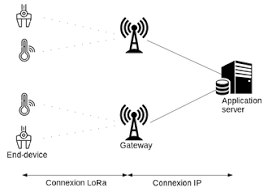 Application
server
Gateway
End-device
Connexion LoRa
Connexion IP